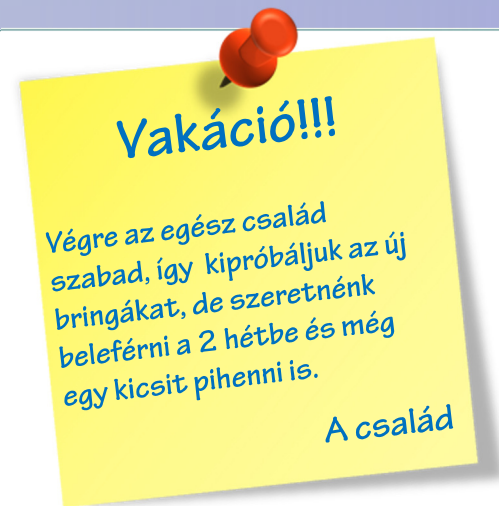 Vakáció!!!
Végre az egész család
szabad, így kipróbáljuk az új
bringákat, de szeretnénk
beleférni a 2 hétbe és még
egy kicsit pihenni is.
A család